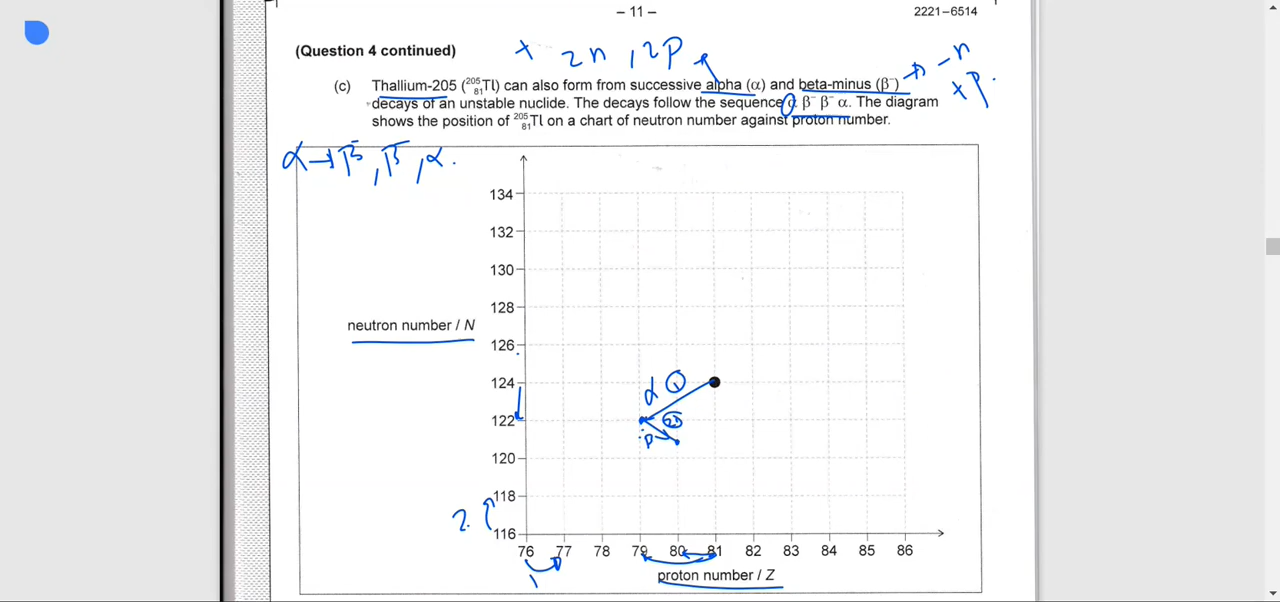 – 11 –
2221–6514
(Question 4 continued)
+ 2n, 2p
-n
+p.
(c) Thallium-205 (²⁰⁵₈₁Tl) can also form from successive alpha (α) and beta-minus (β⁻)
decays of an unstable nuclide. The decays follow the sequence α β⁻ β⁻ α. The diagram
shows the position of ²⁰⁵₈₁Tl on a chart of neutron number against proton number.
α → β⁻, β⁻, α.
134
132
130
128
neutron number / N
126
124
α ①
122
②
β
120
118
2.
116
76 77 78 79 80 81 82 83 84 85 86
1
proton number / Z